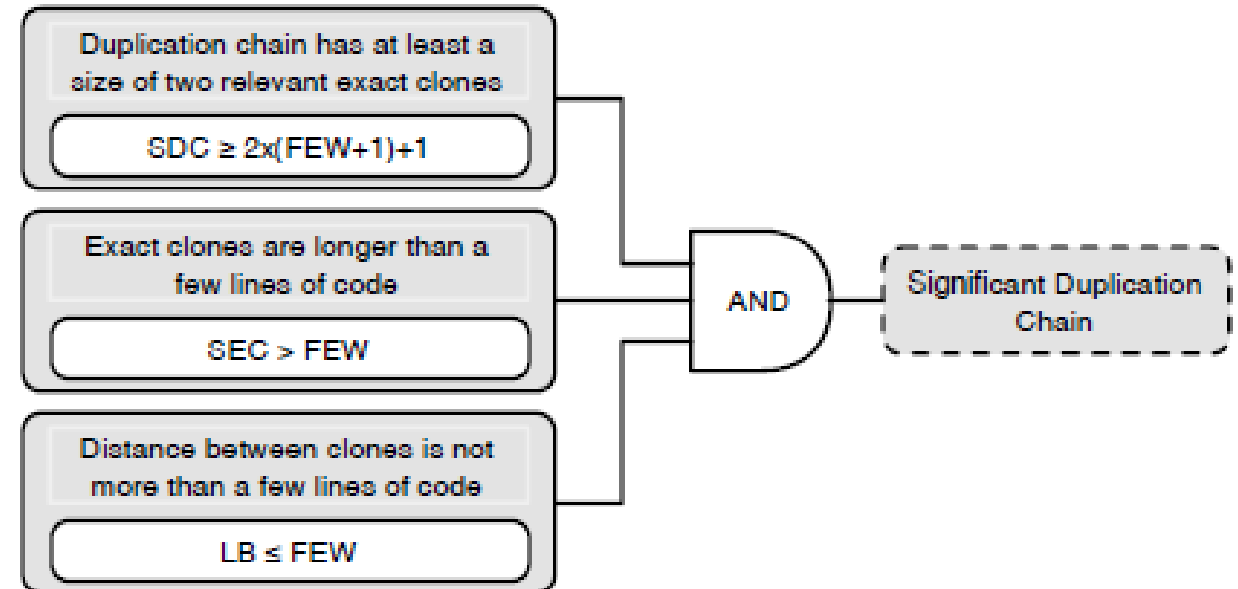 Duplication chain has at least a
size of two relevant exact clones
SDC ≥ 2x(FEW+1)+1
Exact clones are longer than a
few lines of code
SEC > FEW
Distance between clones is not
more than a few lines of code
LB ≤ FEW
AND
Significant Duplication
Chain